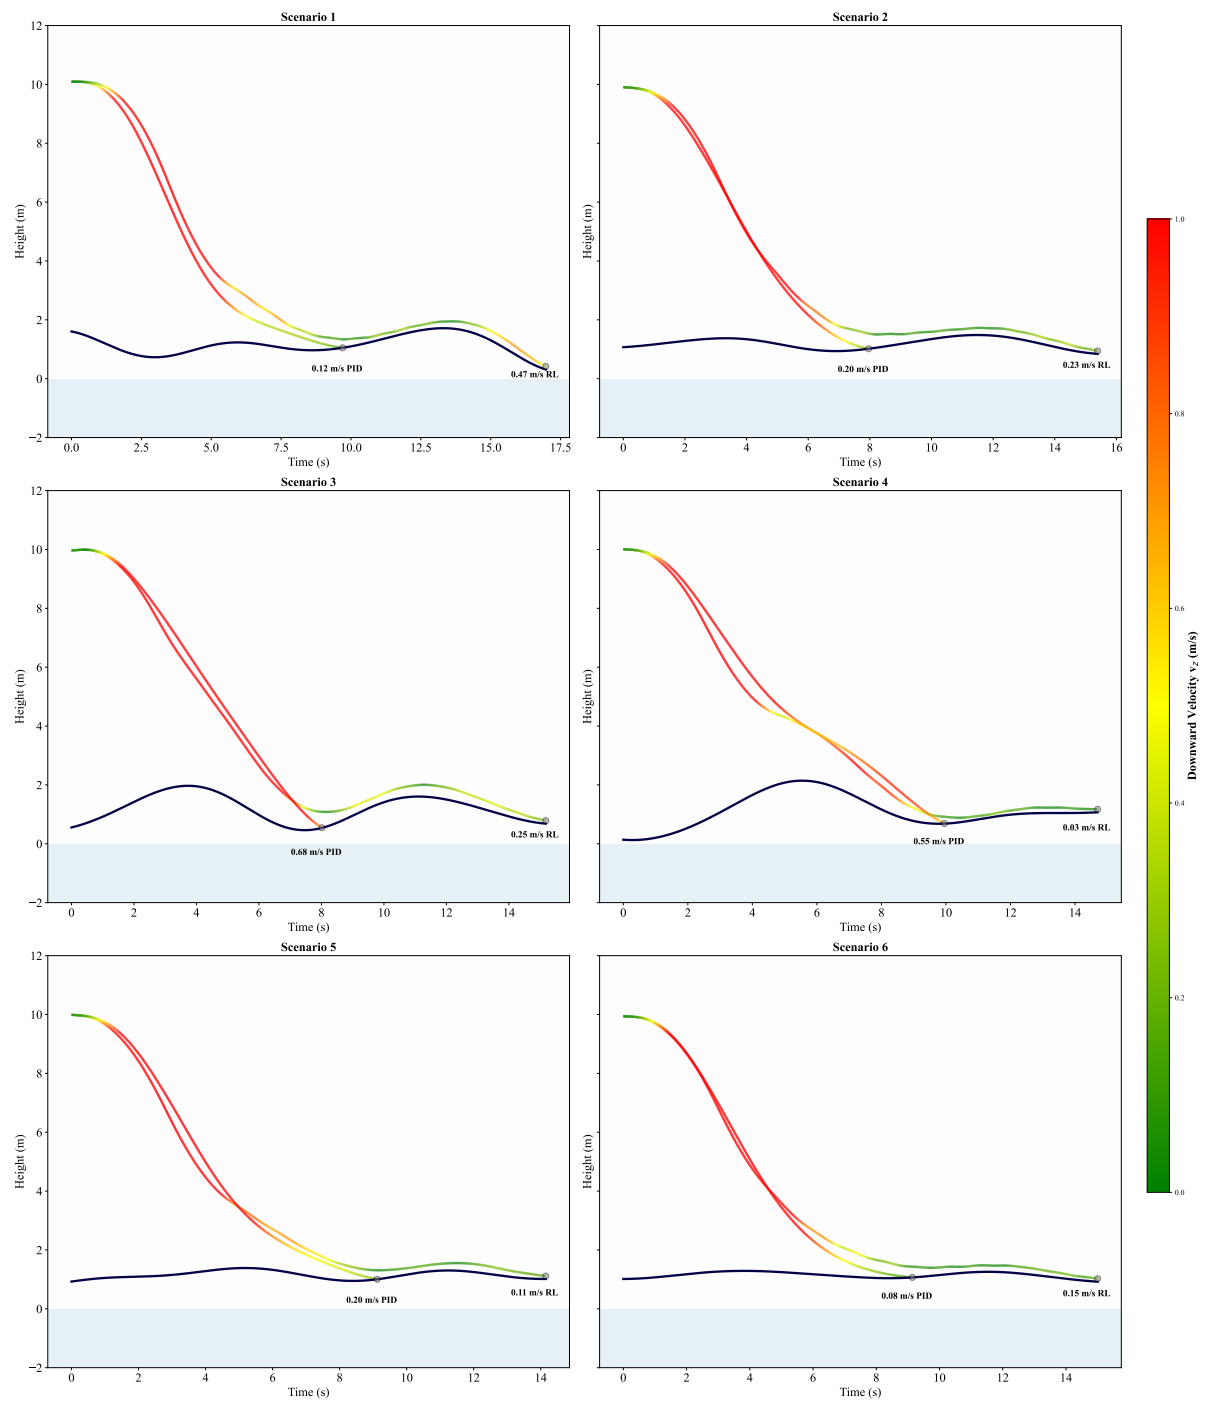 Scenario 1
12
10
8
6
4
2
0
−2
Height (m)
0.12 m/s PID
0.47 m/s RL
0.0
2.5
5.0
7.5
10.0
12.5
15.0
17.5
Time (s)
Scenario 2
Height (m)
0.20 m/s PID
0.23 m/s RL
0
2
4
6
8
10
12
14
16
Time (s)
Scenario 3
12
10
8
6
4
2
0
−2
Height (m)
0.68 m/s PID
0.25 m/s RL
0
2
4
6
8
10
12
14
Time (s)
Scenario 4
Height (m)
0.55 m/s PID
0.03 m/s RL
0
2
4
6
8
10
12
14
Time (s)
Scenario 5
12
10
8
6
4
2
0
−2
Height (m)
0.20 m/s PID
0.11 m/s RL
0
2
4
6
8
10
12
14
Time (s)
Scenario 6
Height (m)
0.08 m/s PID
0.15 m/s RL
0
2
4
6
8
10
12
14
Time (s)
1.0
0.8
0.6
0.4
0.2
0.0
Downward Velocity v_z (m/s)